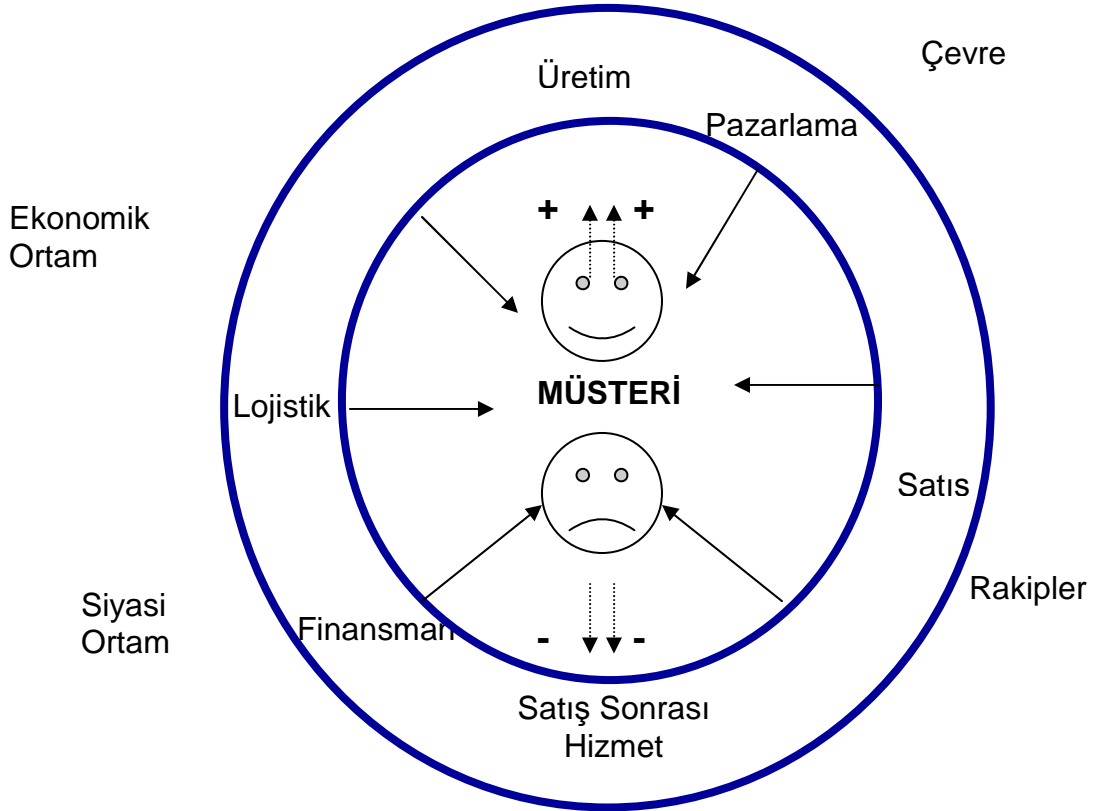 Çevre
Üretim
Pazarlama
Ekonomik
Ortam
+ +
MÜSTERİ
Lojistik
Satıs
Rakipler
Siyasi
Ortam
Finansman
- -
Satış Sonrası
Hizmet